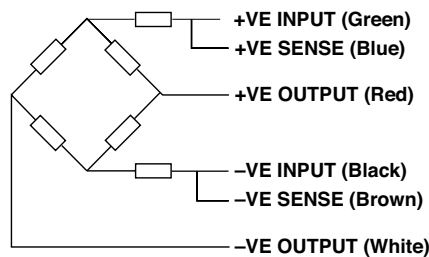 +VE INPUT (Green)
+VE SENSE (Blue)
+VE OUTPUT (Red)
–VE INPUT (Black)
–VE SENSE (Brown)
–VE OUTPUT (White)